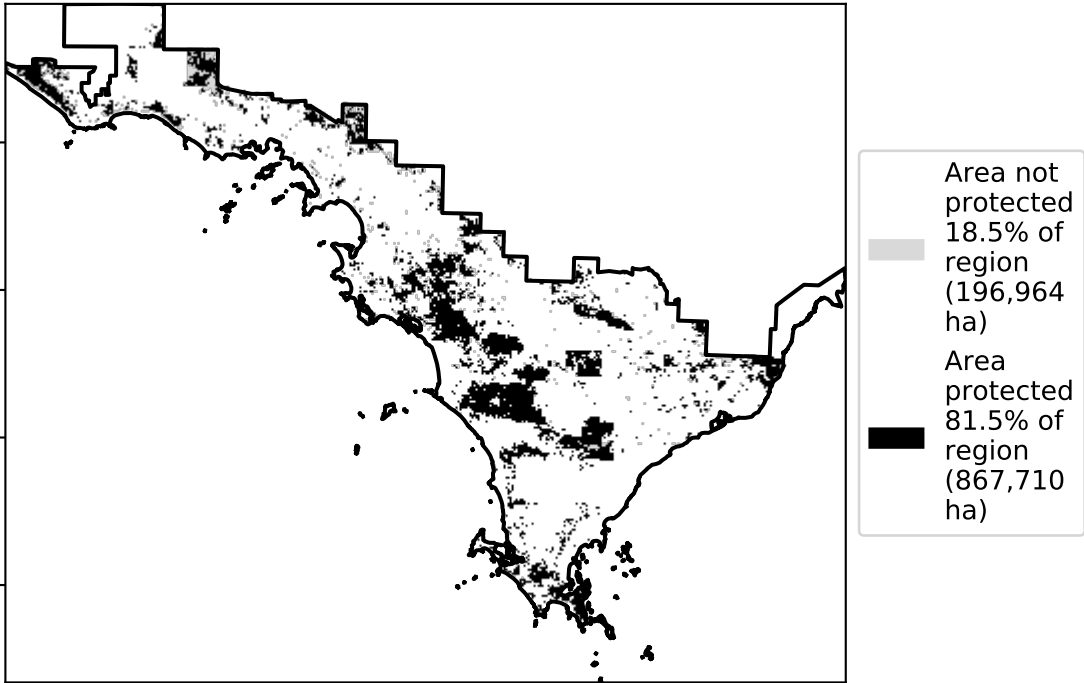 Area not
protected
18.5% of
region
(196,964
ha)
Area
protected
81.5% of
region
(867,710
ha)